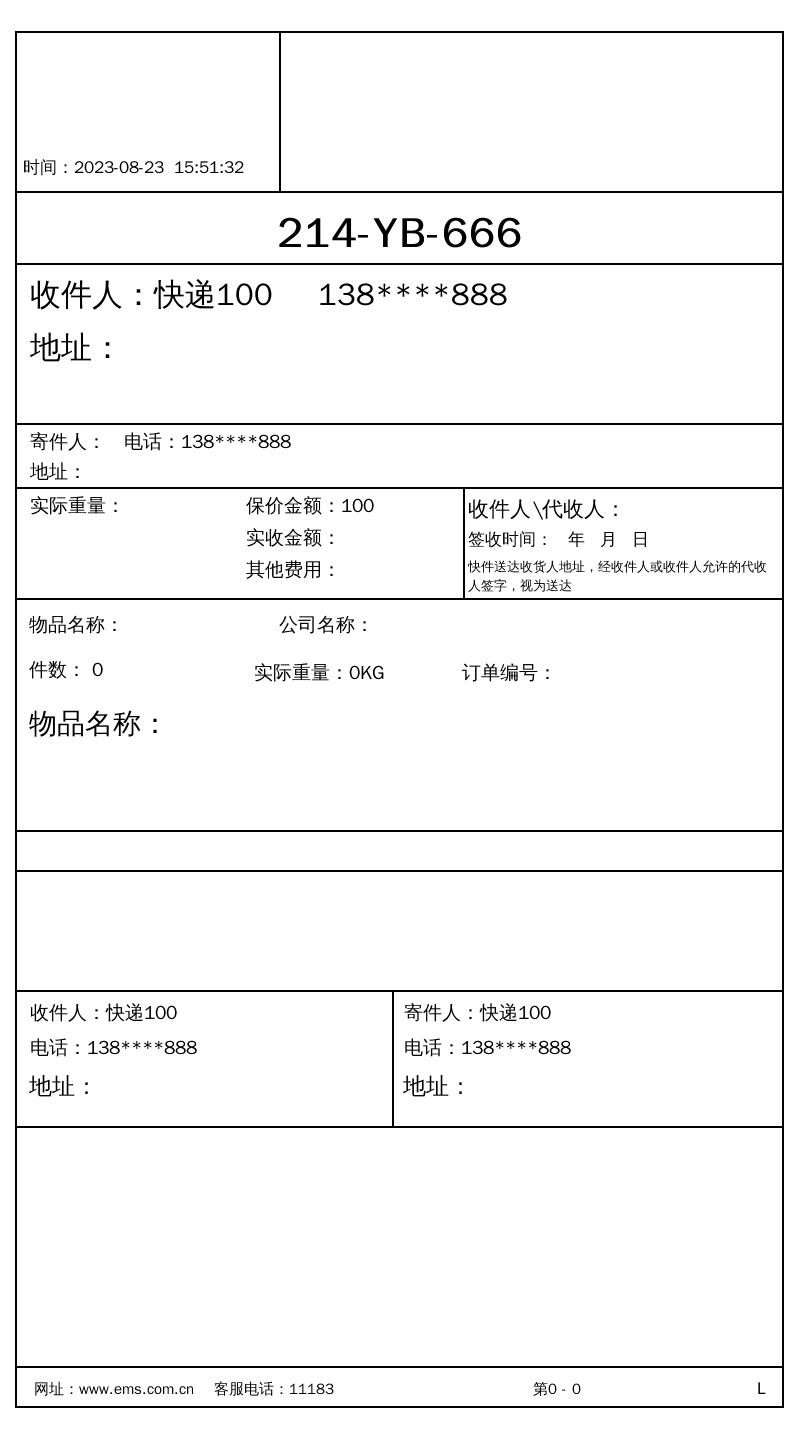 时间：2023-08-23 15:51:32
214-YB-666
收件人：快递100 138****888
地址：
寄件人： 电话：138****888
地址：
实际重量： 保价金额：100
实收金额：
其他费用：
收件人\代收人：
签收时间： 年 月 日
快件送达收货人地址，经收件人或收件人允许的代收
人签字，视为送达
物品名称： 公司名称：
件数： 0 实际重量：0KG 订单编号：
物品名称：
收件人：快递100
电话：138****888
地址：
寄件人：快递100
电话：138****888
地址：
网址：www.ems.com.cn 客服电话：11183 第0 - 0 L